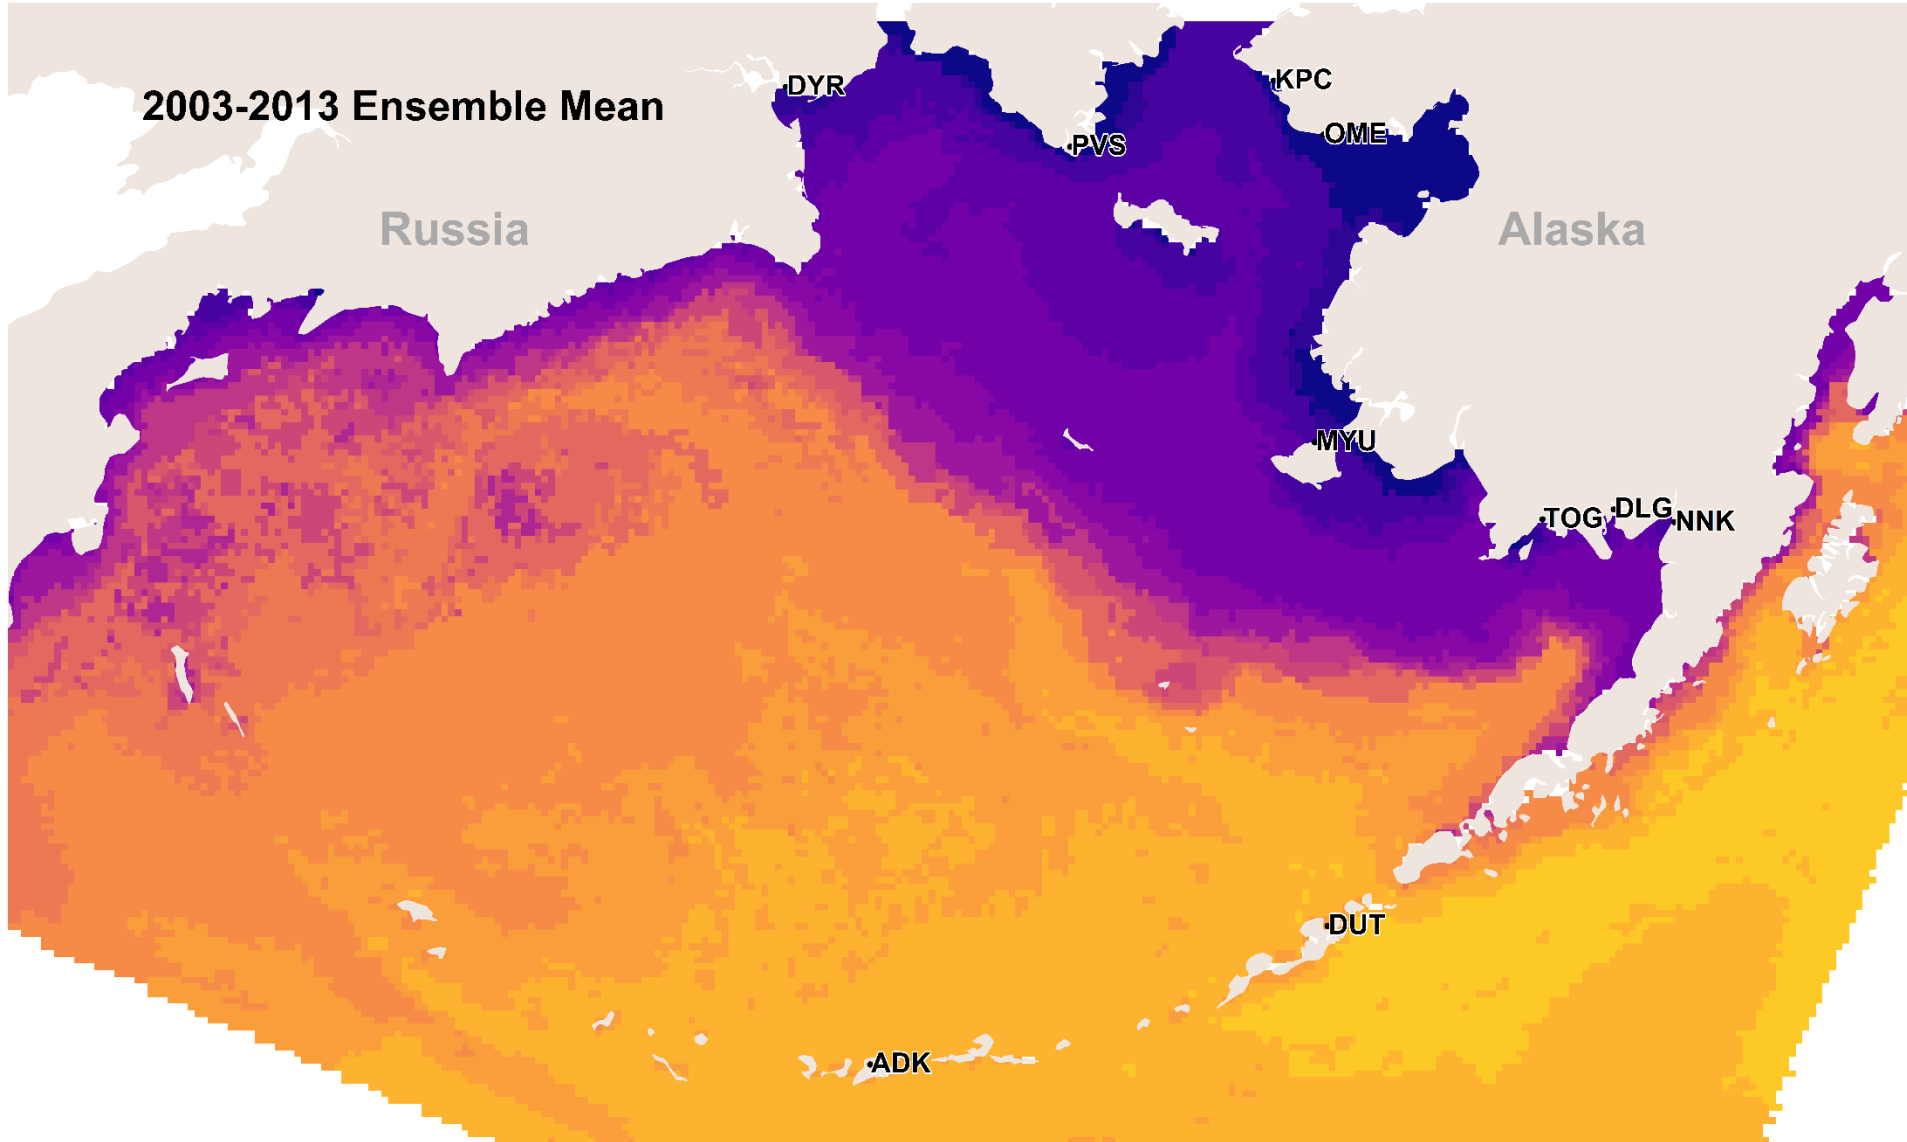 DYR
KPC
2003-2013 Ensemble Mean
OME
PVS
Russia
Alaska
MYU
TOG
DLG
NNK
DUT
ADK